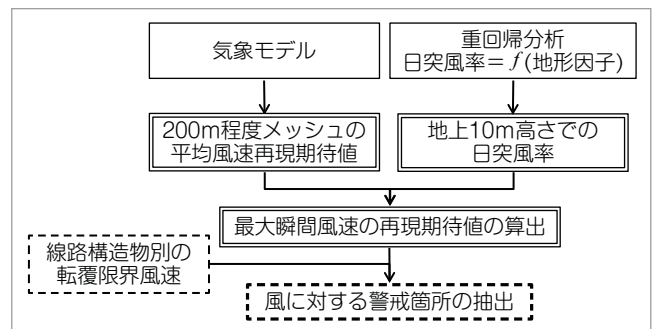 気象モデル
重回帰分析
日突風率=f(地形因子)
200m程度メッシュの
平均風速再現期待値
地上10m高さでの
日突風率
最大瞬間風速の再現期待値の算出
線路構造物別の
転覆限界風速
風に対する警戒箇所の抽出